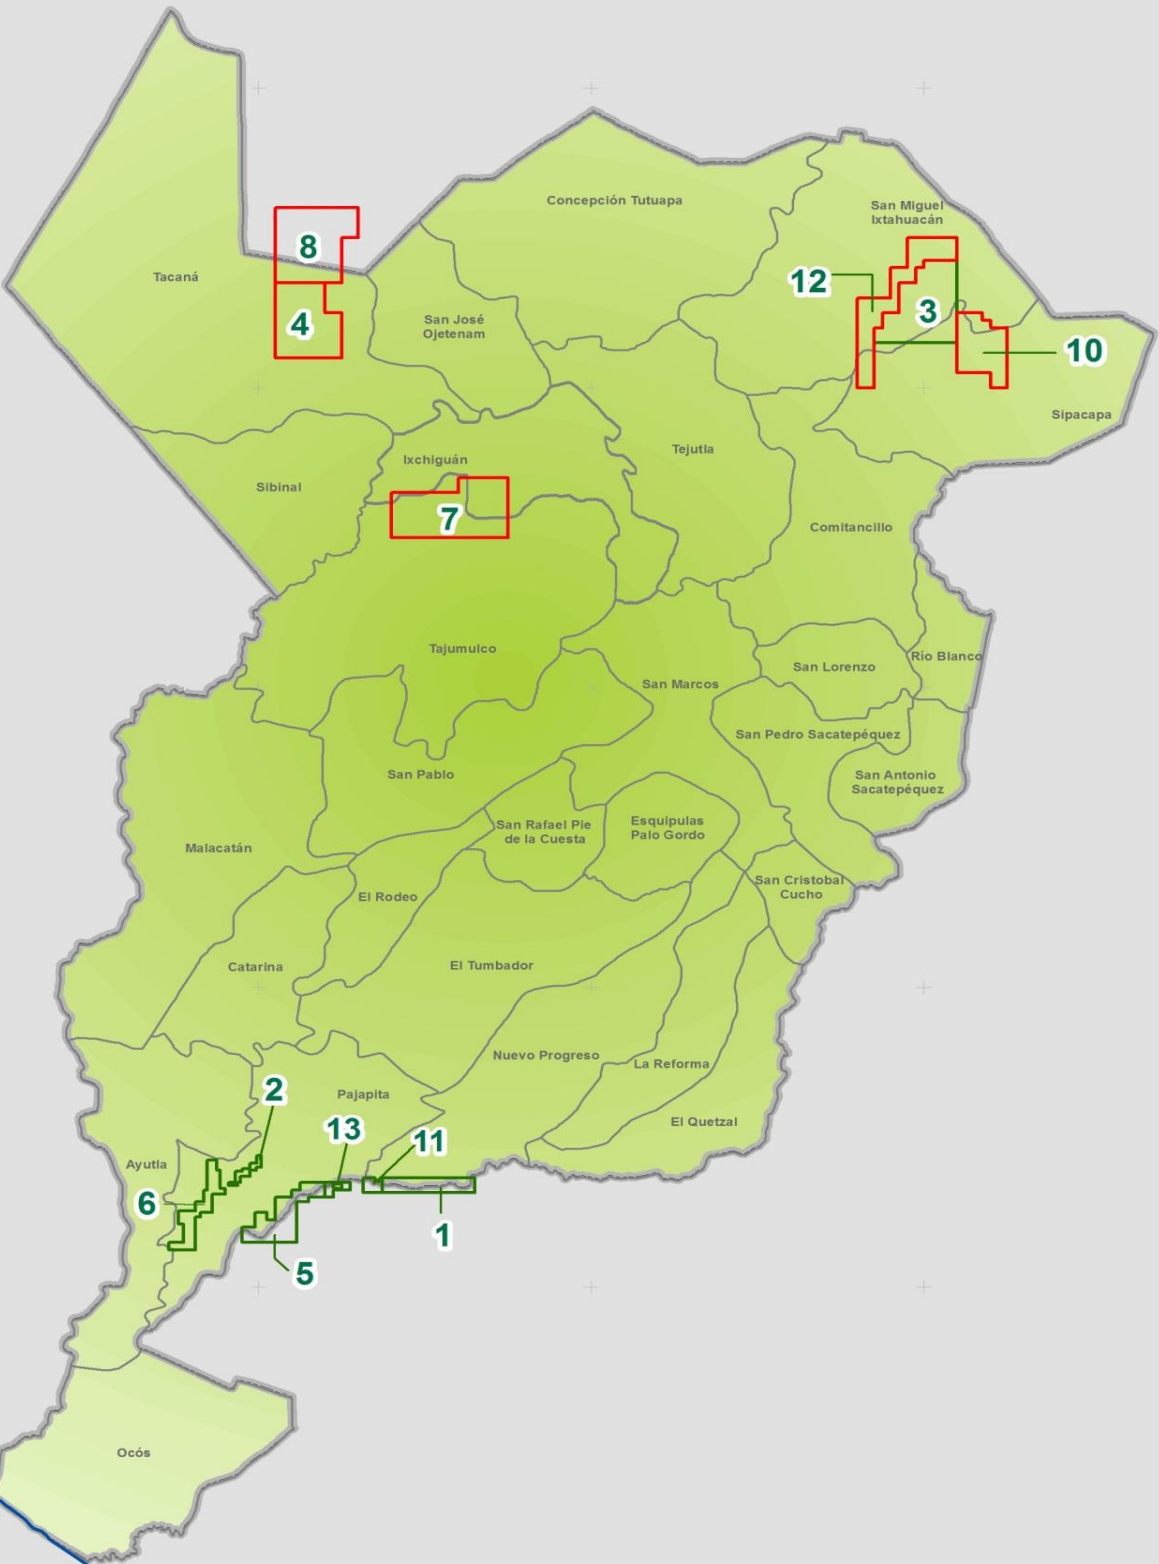 Concepción Tutuapa
San Miguel
Ixtahuacán
8
Tacaná
12
4
San José
Ojetenam
3
10
Sipacapa
Tejutla
Ixchiguán
Sibinal
7
Comitancillo
Tajumulco
San Lorenzo
Río Blanco
San Marcos
San Pedro Sacatepéquez
San Pablo
San Antonio
Sacatepéquez
San Rafael Pie
de la Cuesta
Esquipulas
Palo Gordo
Malacatán
San Cristobal
Cucho
El Rodeo
Catarina
El Tumbador
Nuevo Progreso
La Reforma
2
Pajapita
El Quetzal
13
11
Ayutla
6
1
5
Ocós